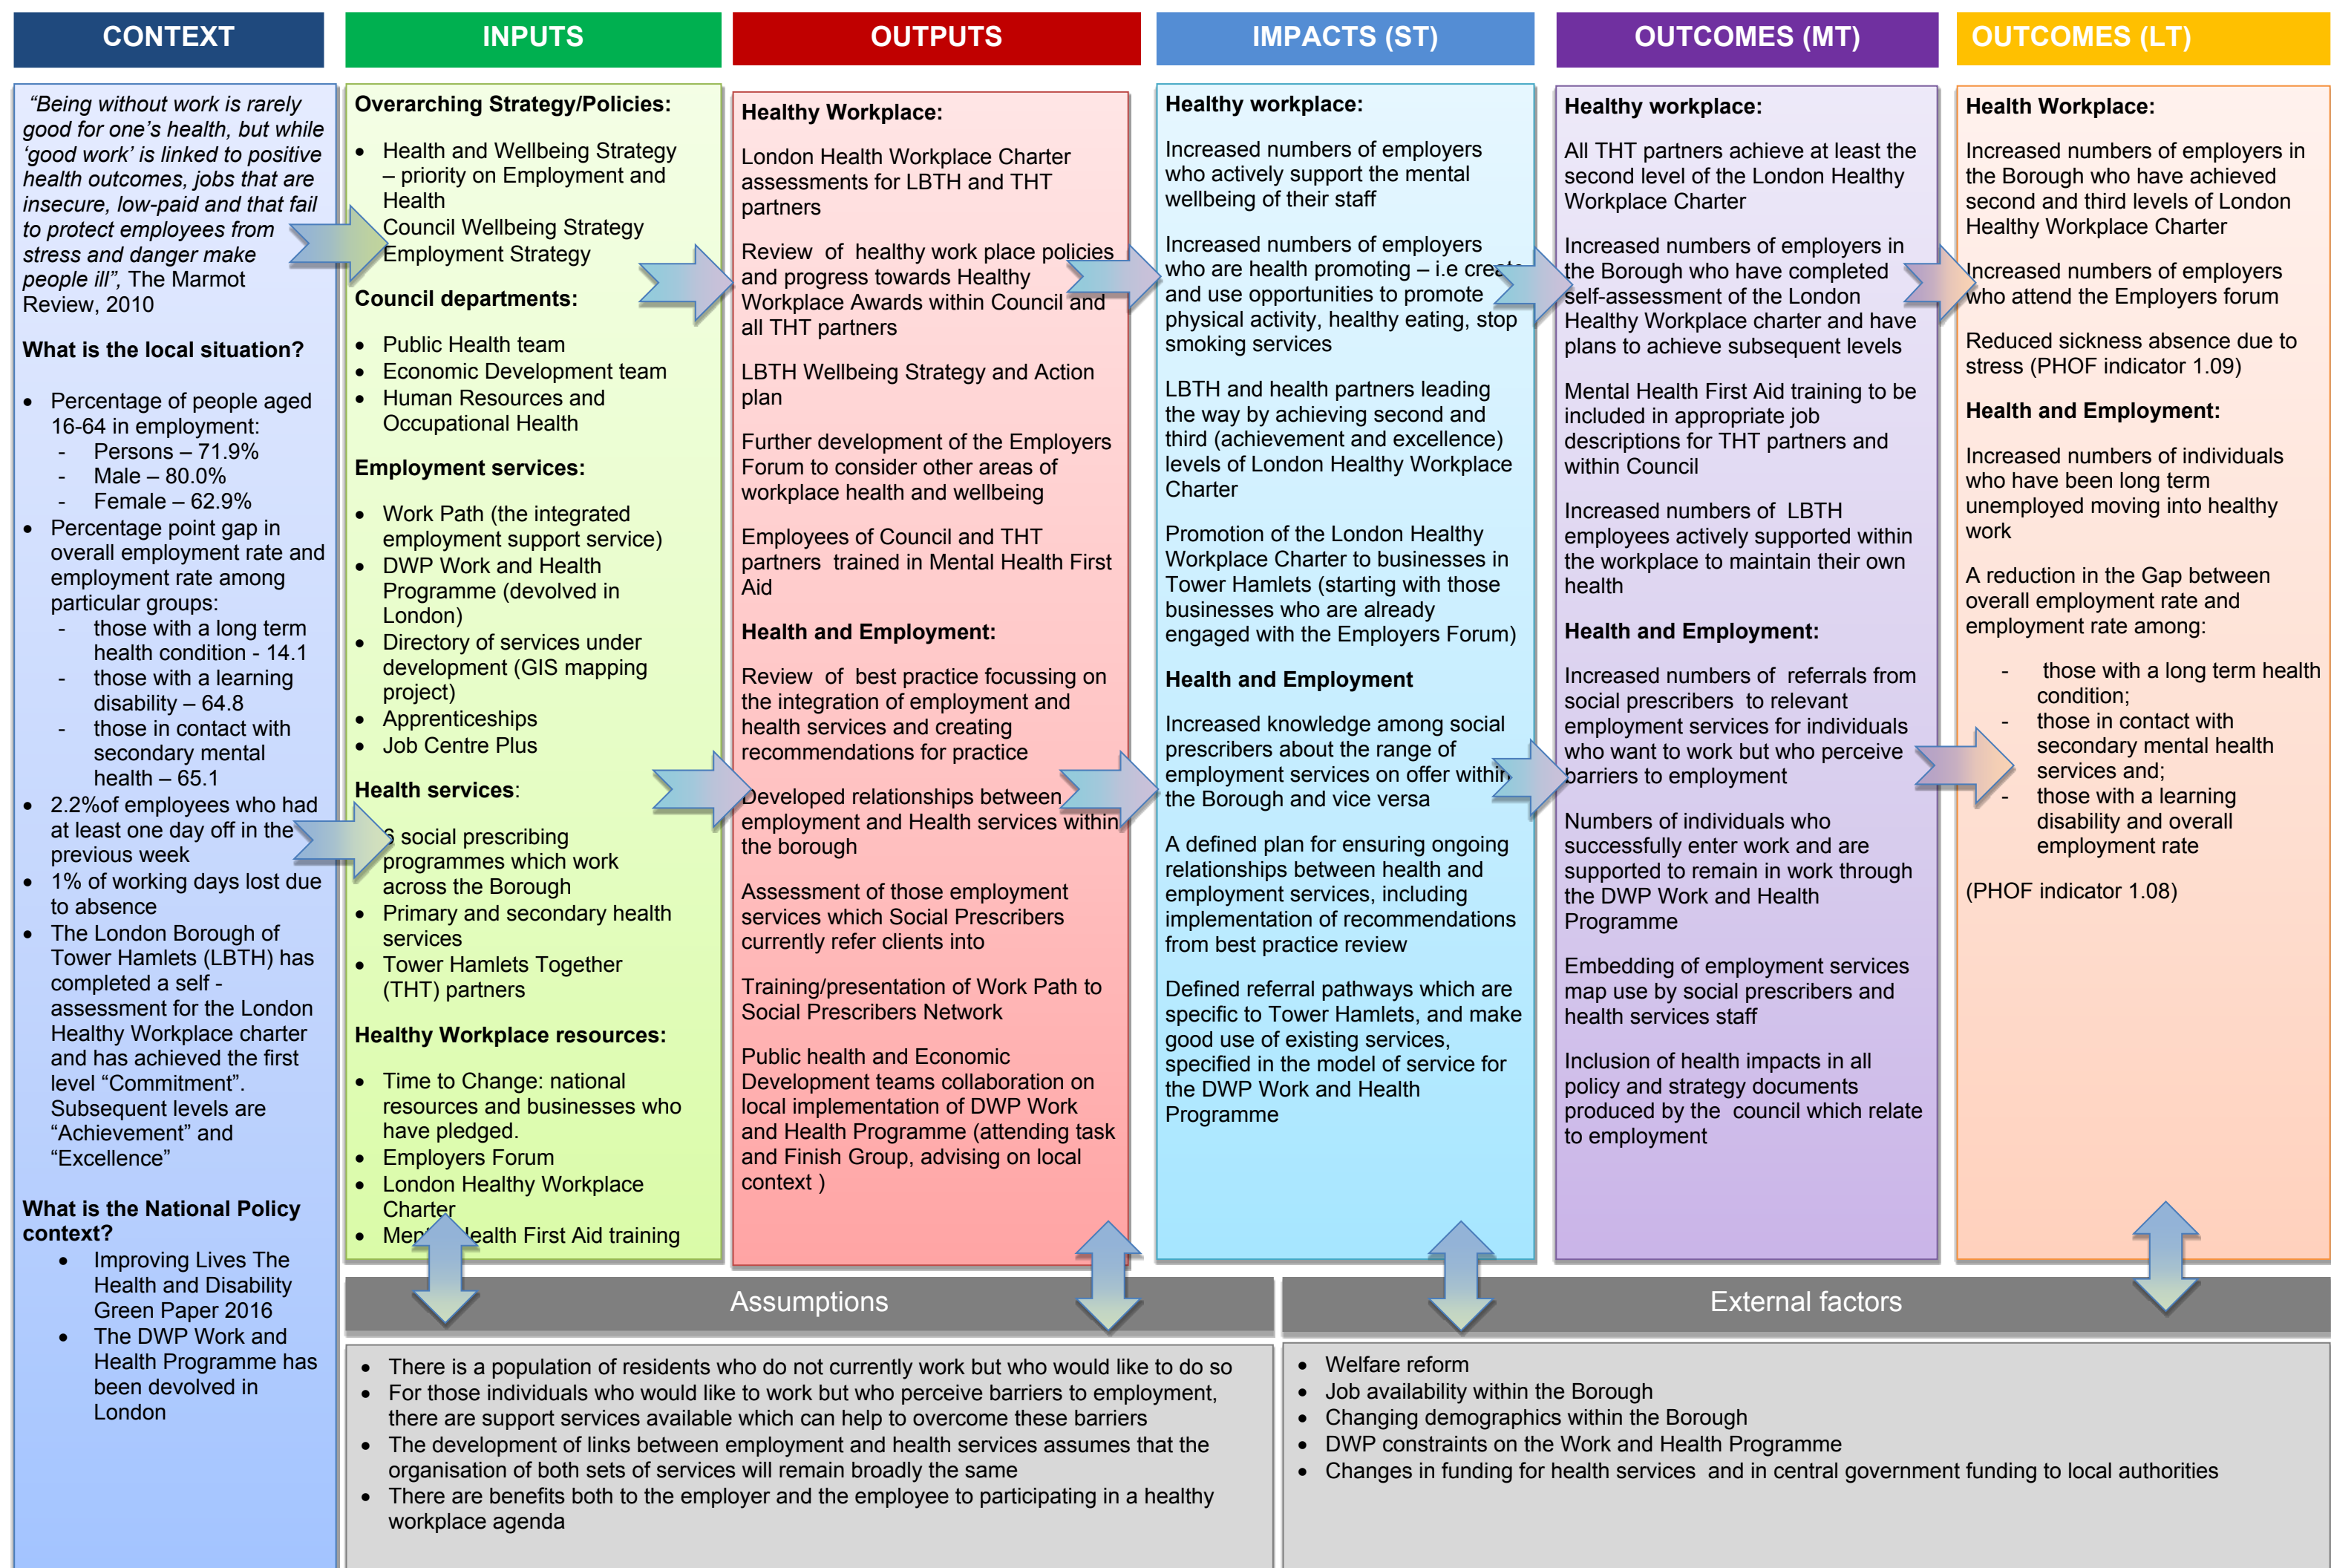 CONTEXT
“Being without work is rarely
good for one’s health, but while
‘good work’ is linked to positive
health outcomes, jobs that are
insecure, low-paid and that fail
to protect employees from
stress and danger make
people ill”, The Marmot
Review, 2010
What is the local situation?
• Percentage of people aged
16-64 in employment:
- Persons – 71.9%
- Male – 80.0%
- Female – 62.9%
• Percentage point gap in
overall employment rate and
employment rate among
particular groups:
- those with a long term
health condition - 14.1
- those with a learning
disability – 64.8
- those in contact with
secondary mental
health – 65.1
• 2.2%of employees who had
at least one day off in the
previous week
• 1% of working days lost due
to absence
• The London Borough of
Tower Hamlets (LBTH) has
completed a self -
assessment for the London
Healthy Workplace charter
and has achieved the first
level “Commitment”.
Subsequent levels are
“Achievement” and
“Excellence”
What is the National Policy
context?
• Improving Lives The
Health and Disability
Green Paper 2016
• The DWP Work and
Health Programme has
been devolved in
London
INPUTS
Overarching Strategy/Policies:
• Health and Wellbeing Strategy
– priority on Employment and
Health
Council Wellbeing Strategy
Employment Strategy
Council departments:
• Public Health team
• Economic Development team
• Human Resources and
Occupational Health
Employment services:
• Work Path (the integrated
employment support service)
• DWP Work and Health
Programme (devolved in
London)
• Directory of services under
development (GIS mapping
project)
• Apprenticeships
• Job Centre Plus
Health services:
6 social prescribing
programmes which work
across the Borough
• Primary and secondary health
services
• Tower Hamlets Together
(THT) partners
Healthy Workplace resources:
• Time to Change: national
resources and businesses who
have pledged.
• Employers Forum
• London Healthy Workplace
Charter
• Mental Health First Aid training
OUTPUTS
Healthy Workplace:
London Health Workplace Charter
assessments for LBTH and THT
partners
Review of healthy work place policies
and progress towards Healthy
Workplace Awards within Council and
all THT partners
LBTH Wellbeing Strategy and Action
plan
Further development of the Employers
Forum to consider other areas of
workplace health and wellbeing
Employees of Council and THT
partners trained in Mental Health First
Aid
Health and Employment:
Review of best practice focussing on
the integration of employment and
health services and creating
recommendations for practice
Developed relationships between
employment and Health services within
the borough
Assessment of those employment
services which Social Prescribers
currently refer clients into
Training/presentation of Work Path to
Social Prescribers Network
Public health and Economic
Development teams collaboration on
local implementation of DWP Work
and Health Programme (attending task
and Finish Group, advising on local
context )
IMPACTS (ST)
Healthy workplace:
Increased numbers of employers
who actively support the mental
wellbeing of their staff
Increased numbers of employers
who are health promoting – i.e create
and use opportunities to promote
physical activity, healthy eating, stop
smoking services
LBTH and health partners leading
the way by achieving second and
third (achievement and excellence)
levels of London Healthy Workplace
Charter
Promotion of the London Healthy
Workplace Charter to businesses in
Tower Hamlets (starting with those
businesses who are already
engaged with the Employers Forum)
Health and Employment
Increased knowledge among social
prescribers about the range of
employment services on offer within
the Borough and vice versa
A defined plan for ensuring ongoing
relationships between health and
employment services, including
implementation of recommendations
from best practice review
Defined referral pathways which are
specific to Tower Hamlets, and make
good use of existing services,
specified in the model of service for
the DWP Work and Health
Programme
OUTCOMES (MT)
Healthy workplace:
All THT partners achieve at least the
second level of the London Healthy
Workplace Charter
Increased numbers of employers in
the Borough who have completed
self-assessment of the London
Healthy Workplace charter and have
plans to achieve subsequent levels
Mental Health First Aid training to be
included in appropriate job
descriptions for THT partners and
within Council
Increased numbers of LBTH
employees actively supported within
the workplace to maintain their own
health
Health and Employment:
Increased numbers of referrals from
social prescribers to relevant
employment services for individuals
who want to work but who perceive
barriers to employment
Numbers of individuals who
successfully enter work and are
supported to remain in work through
the DWP Work and Health
Programme
Embedding of employment services
map use by social prescribers and
health services staff
Inclusion of health impacts in all
policy and strategy documents
produced by the council which relate
to employment
OUTCOMES (LT)
Health Workplace:
Increased numbers of employers in
the Borough who have achieved
second and third levels of London
Healthy Workplace Charter
Increased numbers of employers
who attend the Employers forum
Reduced sickness absence due to
stress (PHOF indicator 1.09)
Health and Employment:
Increased numbers of individuals
who have been long term
unemployed moving into healthy
work
A reduction in the Gap between
overall employment rate and
employment rate among:
- those with a long term health
condition;
- those in contact with
secondary mental health
services and;
- those with a learning
disability and overall
employment rate
(PHOF indicator 1.08)
Assumptions
• There is a population of residents who do not currently work but who would like to do so
• For those individuals who would like to work but who perceive barriers to employment,
there are support services available which can help to overcome these barriers
• The development of links between employment and health services assumes that the
organisation of both sets of services will remain broadly the same
• There are benefits both to the employer and the employee to participating in a healthy
workplace agenda
External factors
• Welfare reform
• Job availability within the Borough
• Changing demographics within the Borough
• DWP constraints on the Work and Health Programme
• Changes in funding for health services and in central government funding to local authorities